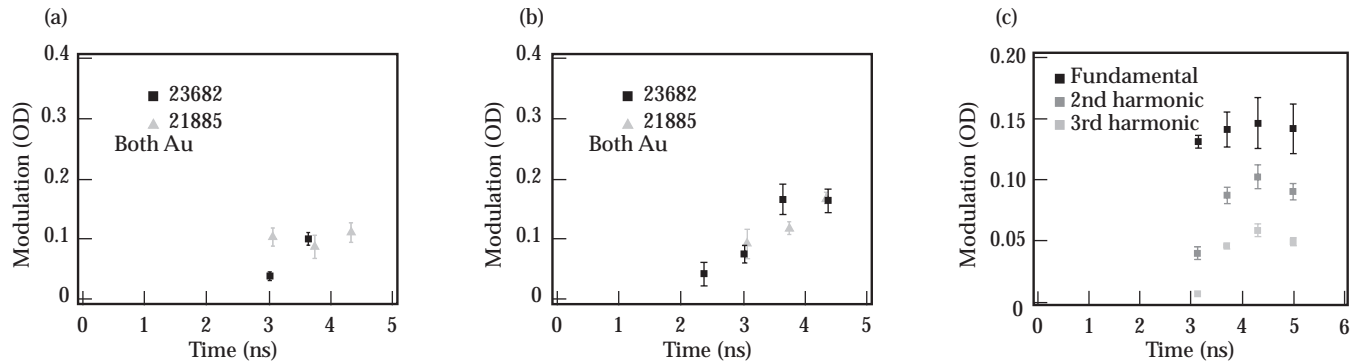 (a)
Modulation (OD)
0.4
0.3
0.2
0.1
0
23682
21885
Both Au
0 1 2 3 4 5
Time (ns)
(b)
Modulation (OD)
0.4
0.3
0.2
0.1
0
23682
21885
Both Au
0 1 2 3 4 5
Time (ns)
(c)
Modulation (OD)
0.20
0.15
0.10
0.05
0.00
Fundamental
2nd harmonic
3rd harmonic
0 1 2 3 4 5 6
Time (ns)